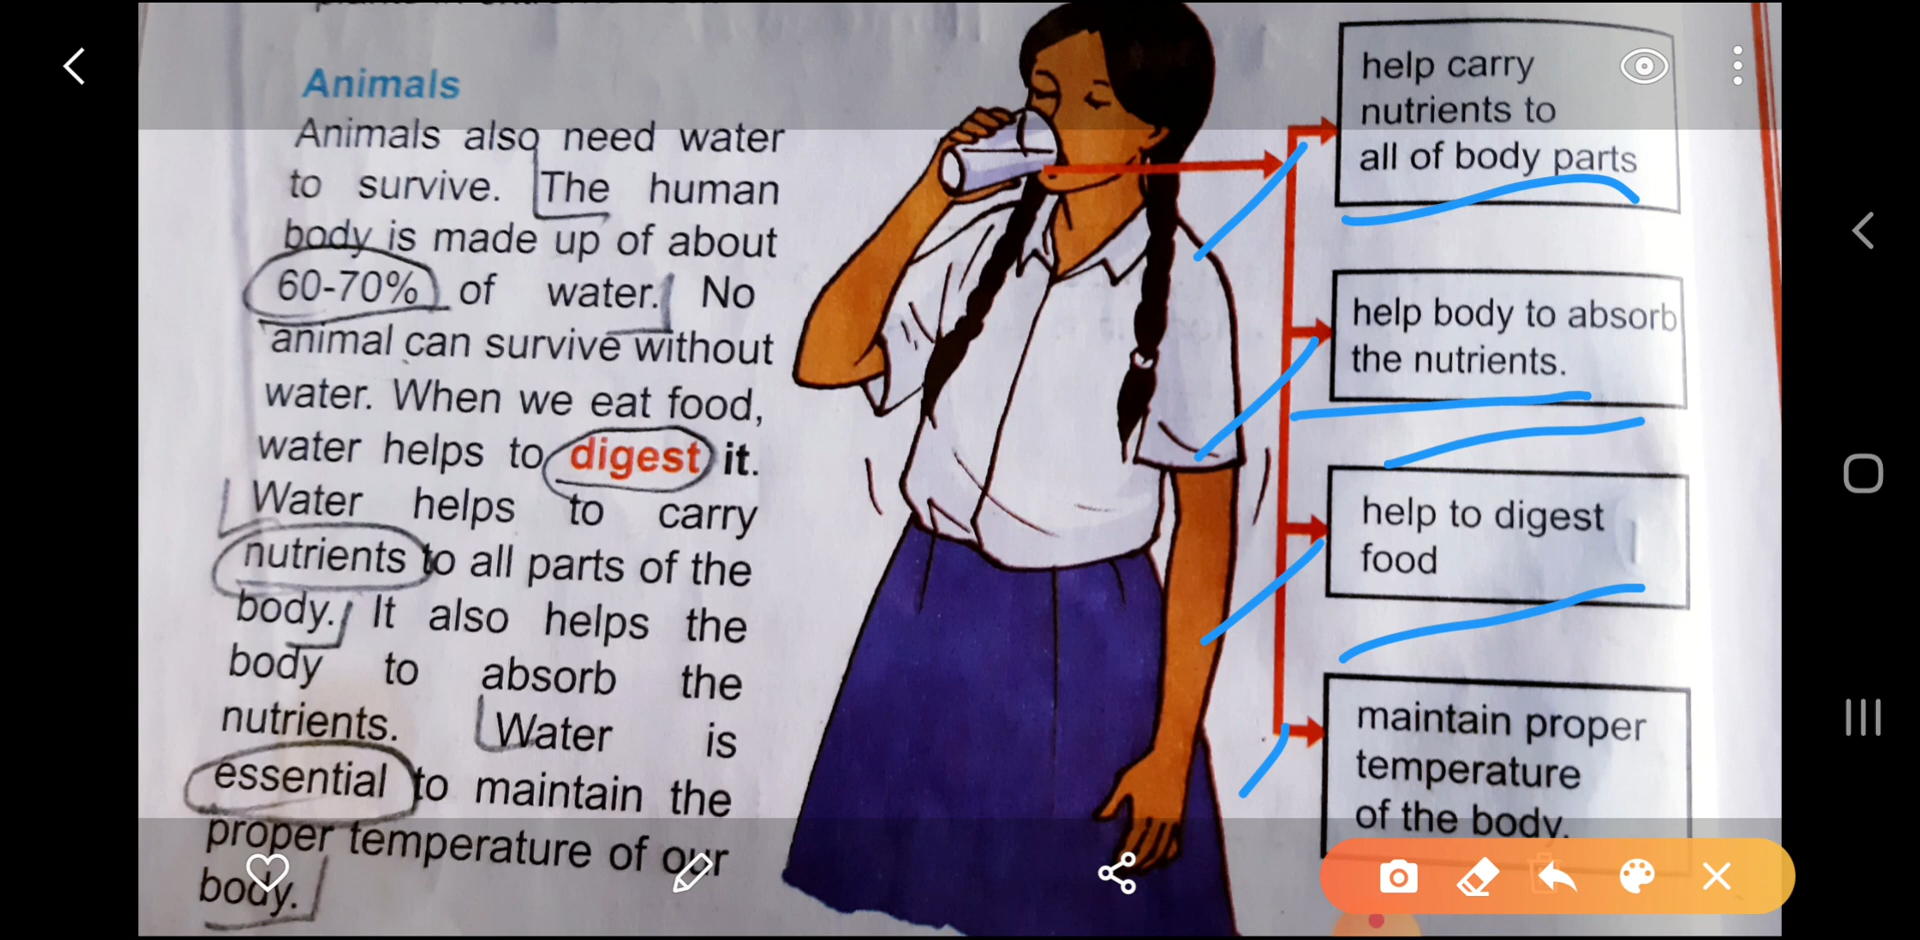 Animals
Animals also need water
to survive. The human
body is made up of about
60-70% of water. No
animal can survive without
water. When we eat food,
water helps to digest it.
Water helps to carry
nutrients to all parts of the
body. It also helps the
body to absorb the
nutrients. Water is
essential to maintain the
proper temperature of our
body.
help carry
nutrients to
all of body parts
help body to absorb
the nutrients.
help to digest
food
maintain proper
temperature
of the body.